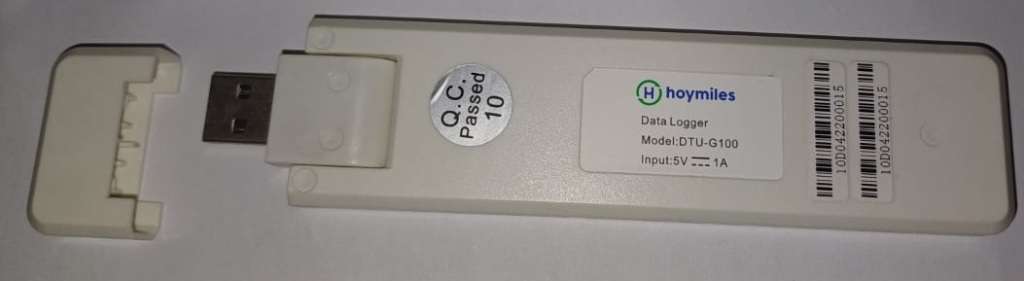 Q.C.
Passed
10
hoymiles
Data Logger
Model:DTU-G100
Input:5V ⎓ 1A
10D042200015
10D042200015